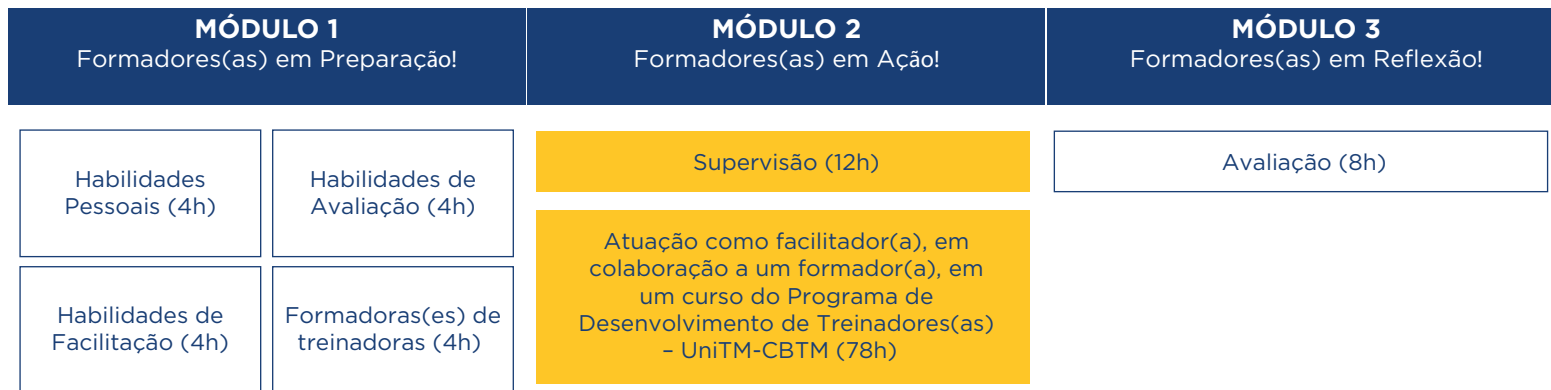 MÓDULO 1
Formadores(as) em Preparação!
MÓDULO 2
Formadores(as) em Ação!
MÓDULO 3
Formadores(as) em Reflexão!
Habilidades
Pessoais (4h)
Habilidades de
Avaliação (4h)
Habilidades de
Facilitação (4h)
Formadoras(es) de
treinadoras (4h)
Supervisão (12h)
Atuação como facilitador(a), em
colaboração a um formador(a), em
um curso do Programa de
Desenvolvimento de Treinadores(as)
– UniTM-CBTM (78h)
Avaliação (8h)